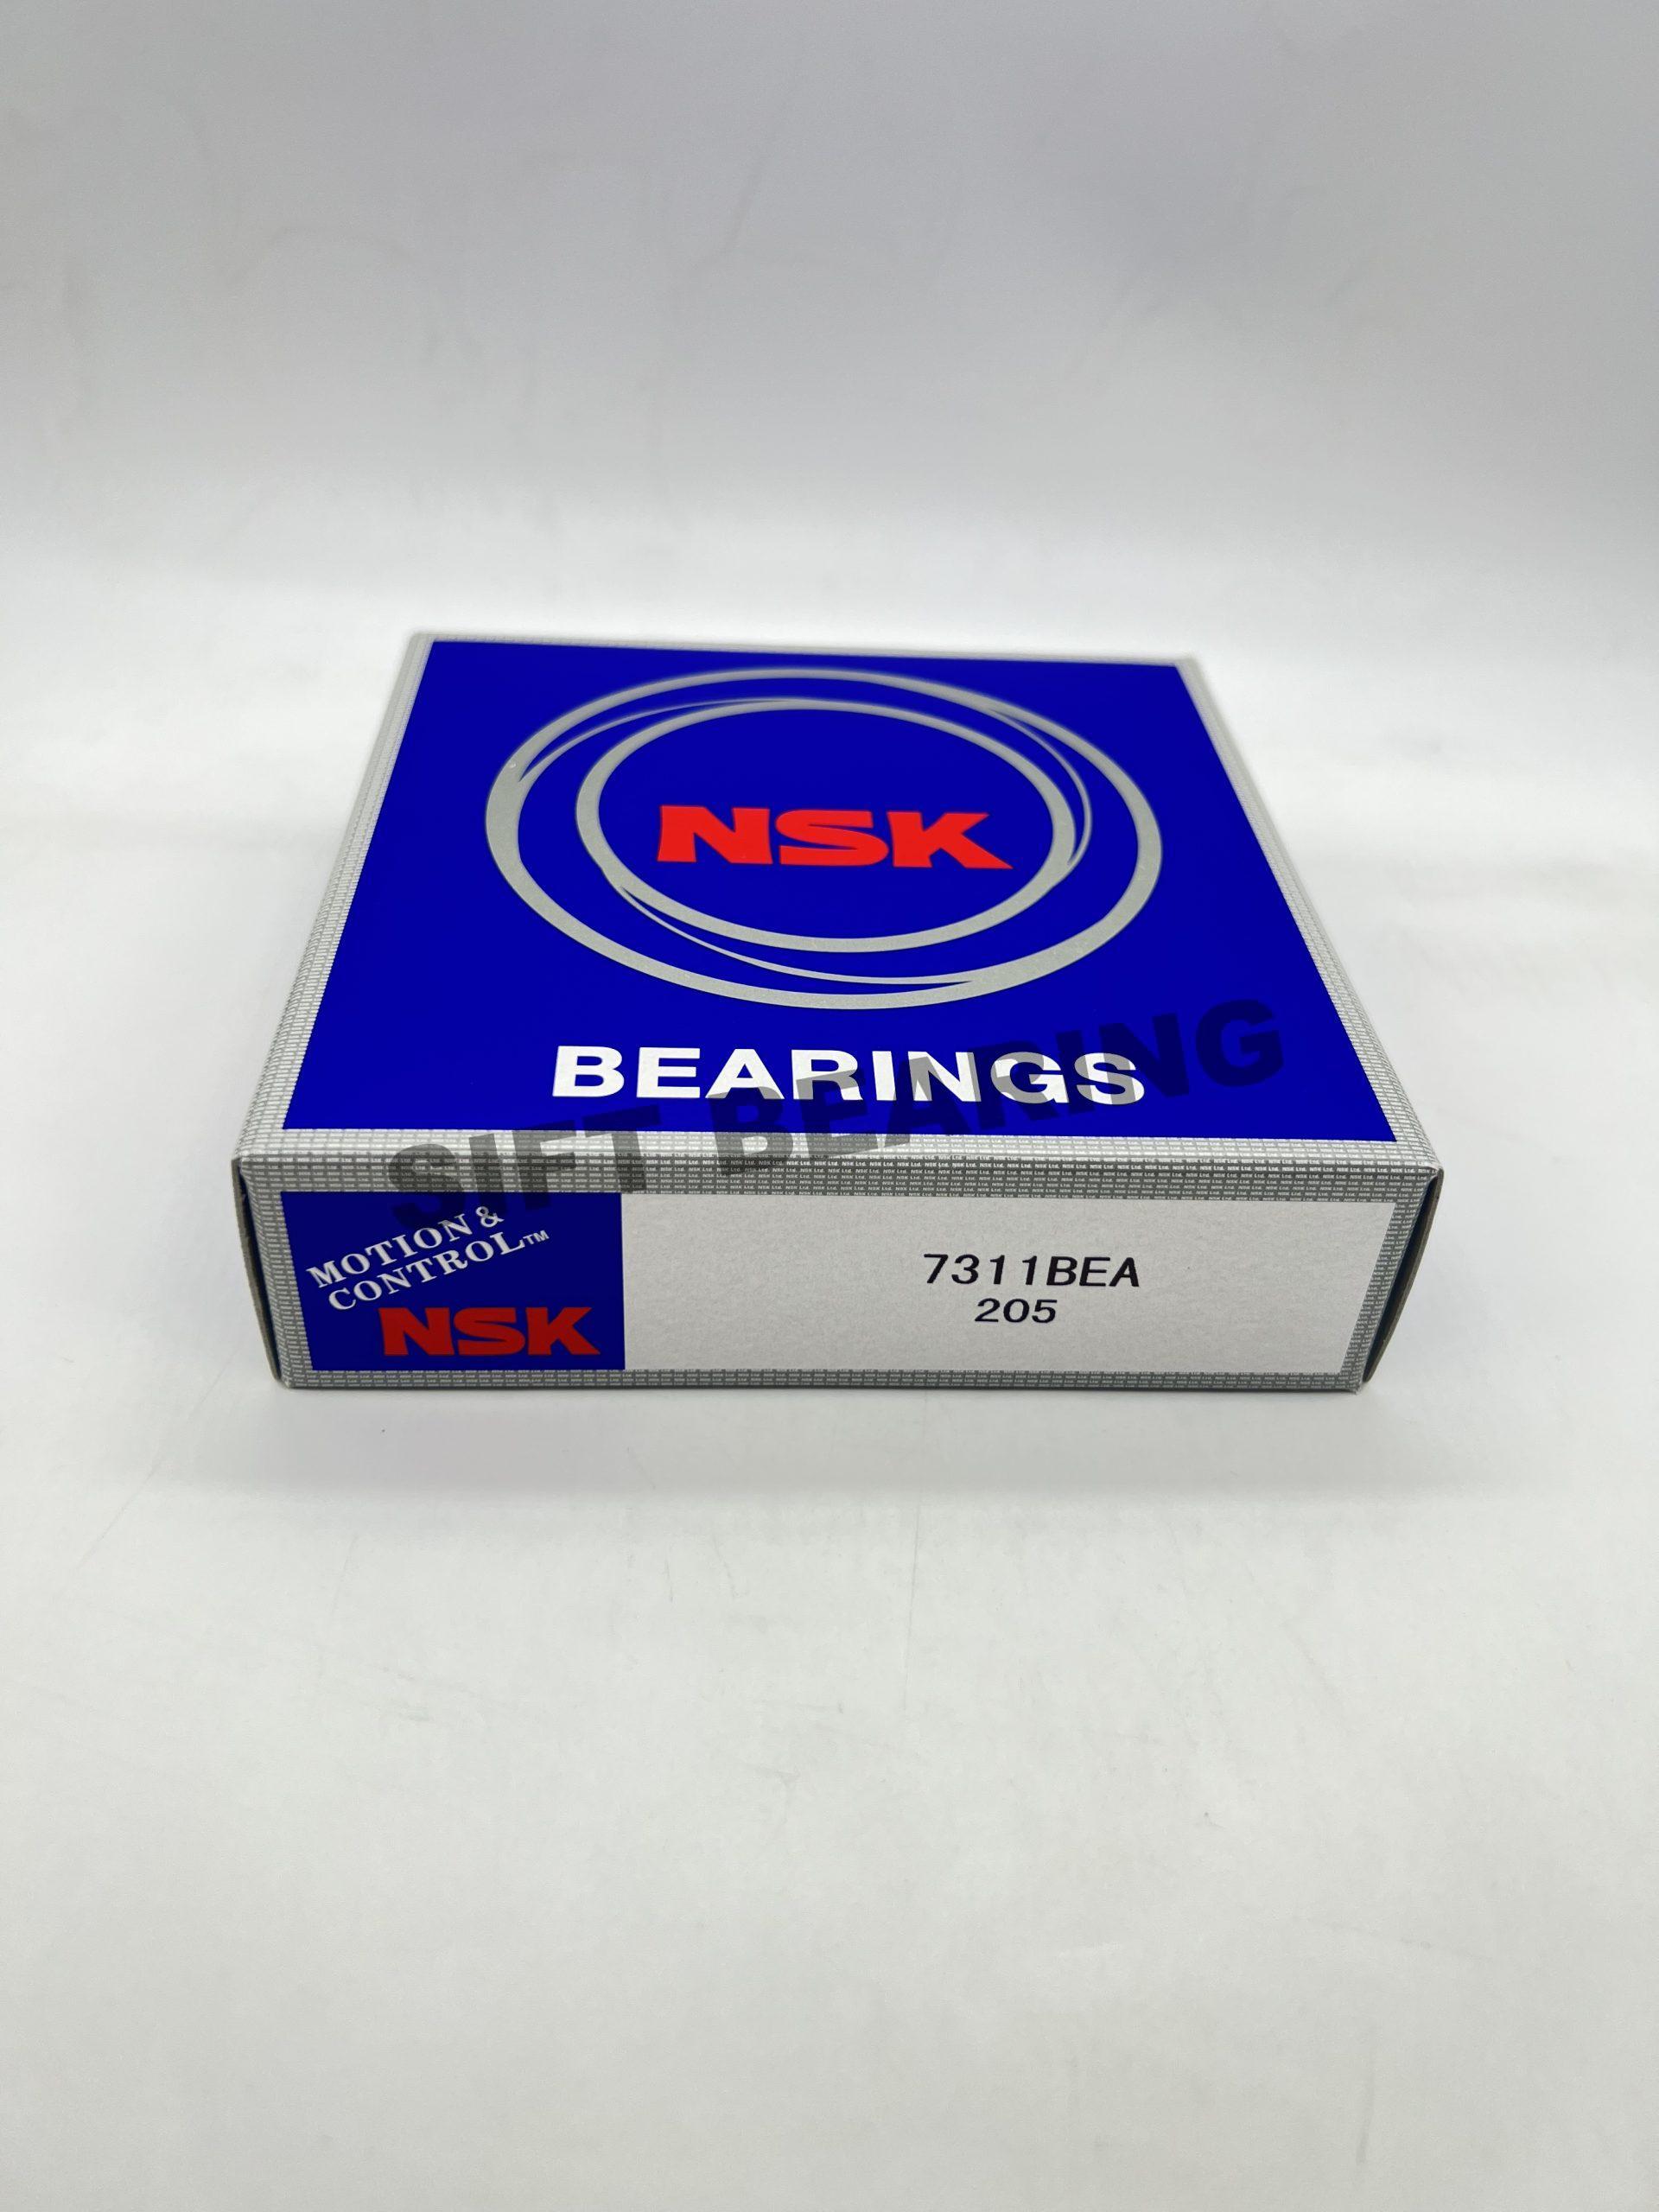 NSK
BEARINGS
SIFT BEARING
MOTION &
CONTROL™
NSK
7311BEA
205